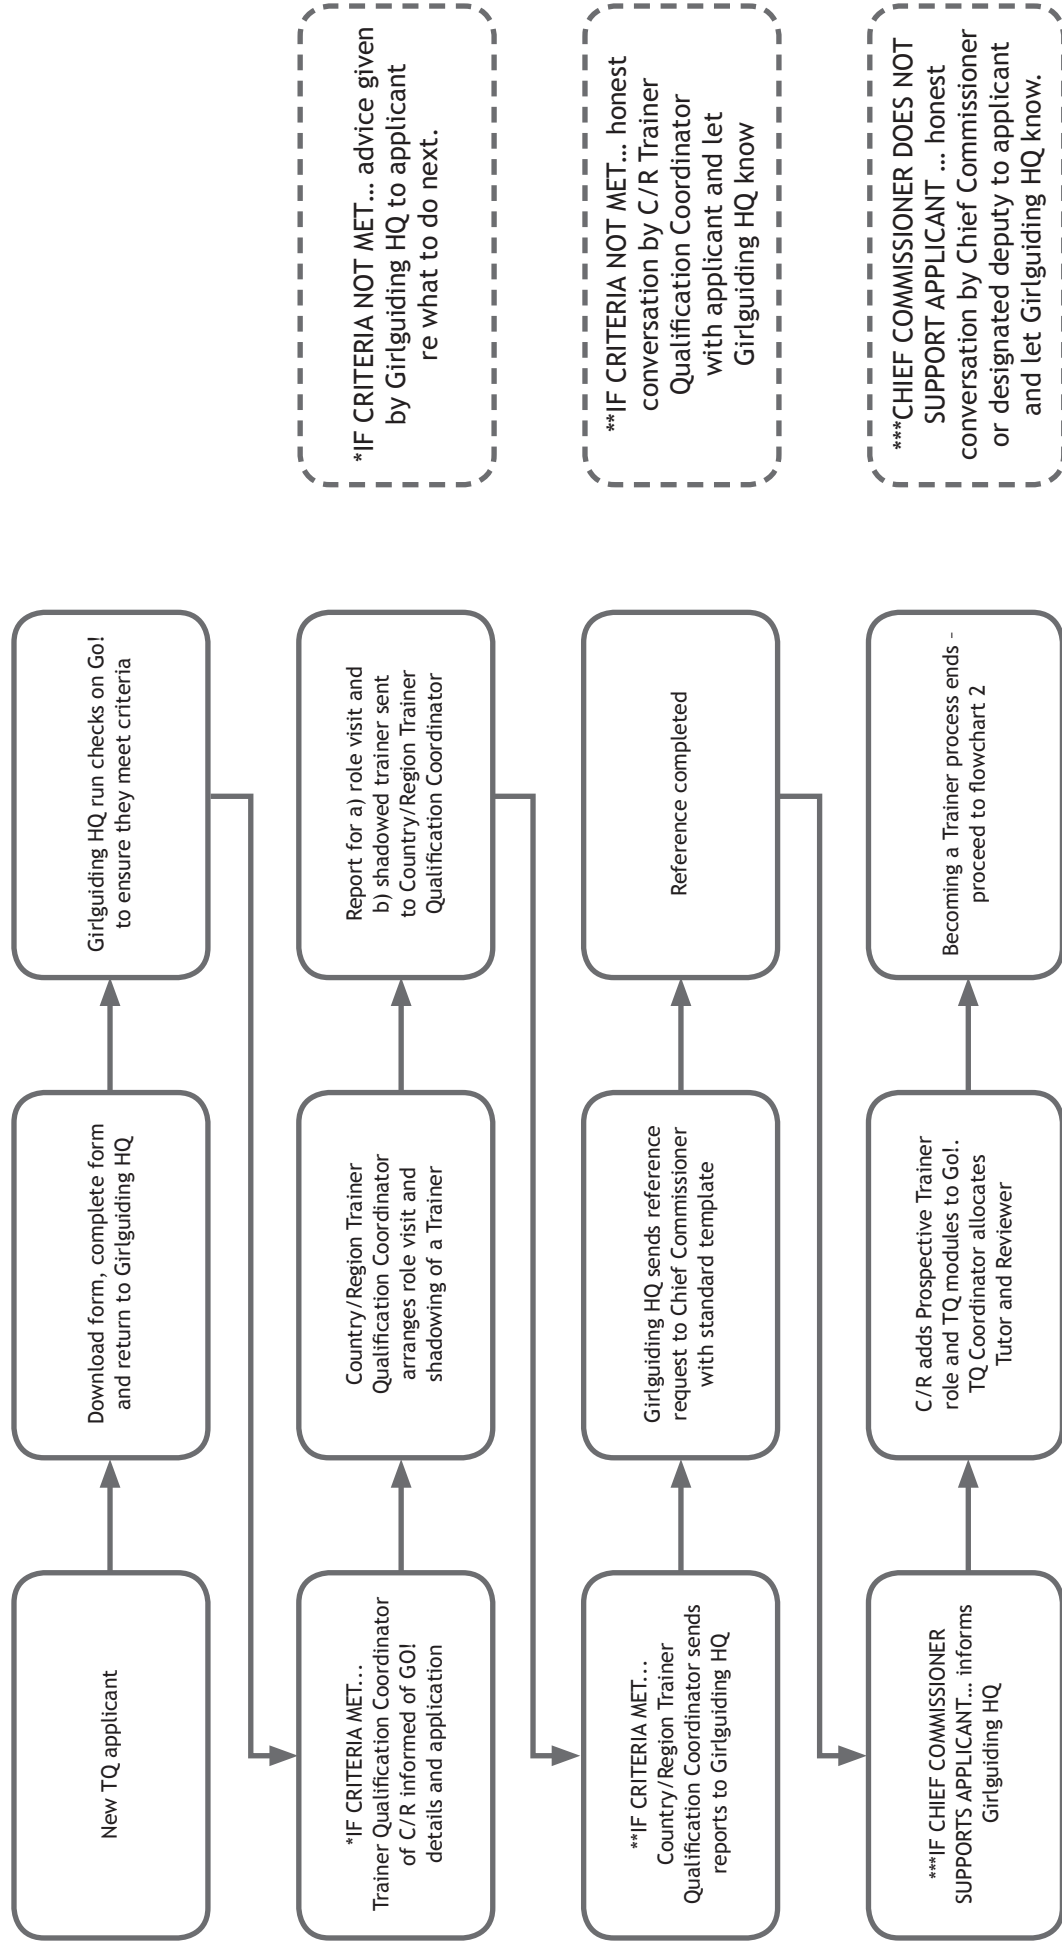 New TQ applicant
Download form, complete form
and return to Girlguiding HQ
Girlguiding HQ run checks on Go!
to ensure they meet criteria
*IF CRITERIA MET...
Trainer Qualification Coordinator
of C/R informed of GO!
details and application
Country/Region Trainer
Qualification Coordinator
arranges role visit and
shadowing of a Trainer
Report for a) role visit and
b) shadowed trainer sent
to Country/Region Trainer
Qualification Coordinator
*IF CRITERIA NOT MET... advice given
by Girlguiding HQ to applicant
re what to do next.
**IF CRITERIA MET...
Country/Region Trainer
Qualification Coordinator sends
reports to Girlguiding HQ
Girlguiding HQ sends reference
request to Chief Commissioner
with standard template
Reference completed
**IF CRITERIA NOT MET... honest
conversation by C/R Trainer
Qualification Coordinator
with applicant and let
Girlguiding HQ know
***IF CHIEF COMMISSIONER
SUPPORTS APPLICANT... informs
Girlguiding HQ
C/R adds Prospective Trainer
role and TQ modules to Go!.
TQ Coordinator allocates
Tutor and Reviewer
Becoming a Trainer process ends -
proceed to flowchart 2
***CHIEF COMMISSIONER DOES NOT
SUPPORT APPLICANT ... honest
conversation by Chief Commissioner
or designated deputy to applicant
and let Girlguiding HQ know.